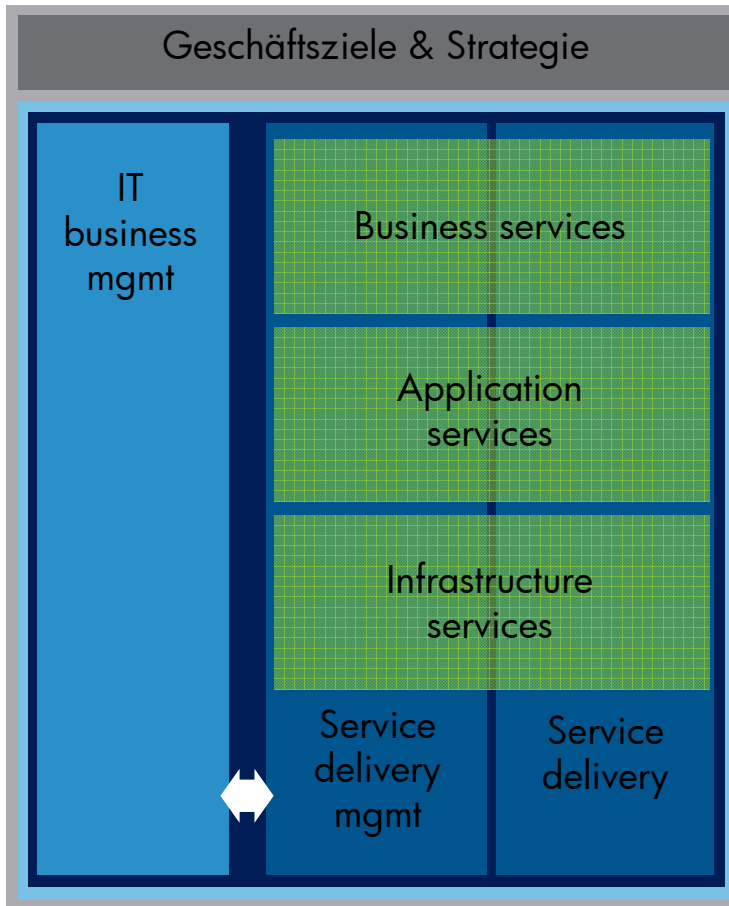 Geschäftsziele & Strategie
IT
business
mgmt
Business services
Application
services
Infrastructure
services
Service
delivery
mgmt
Service
delivery